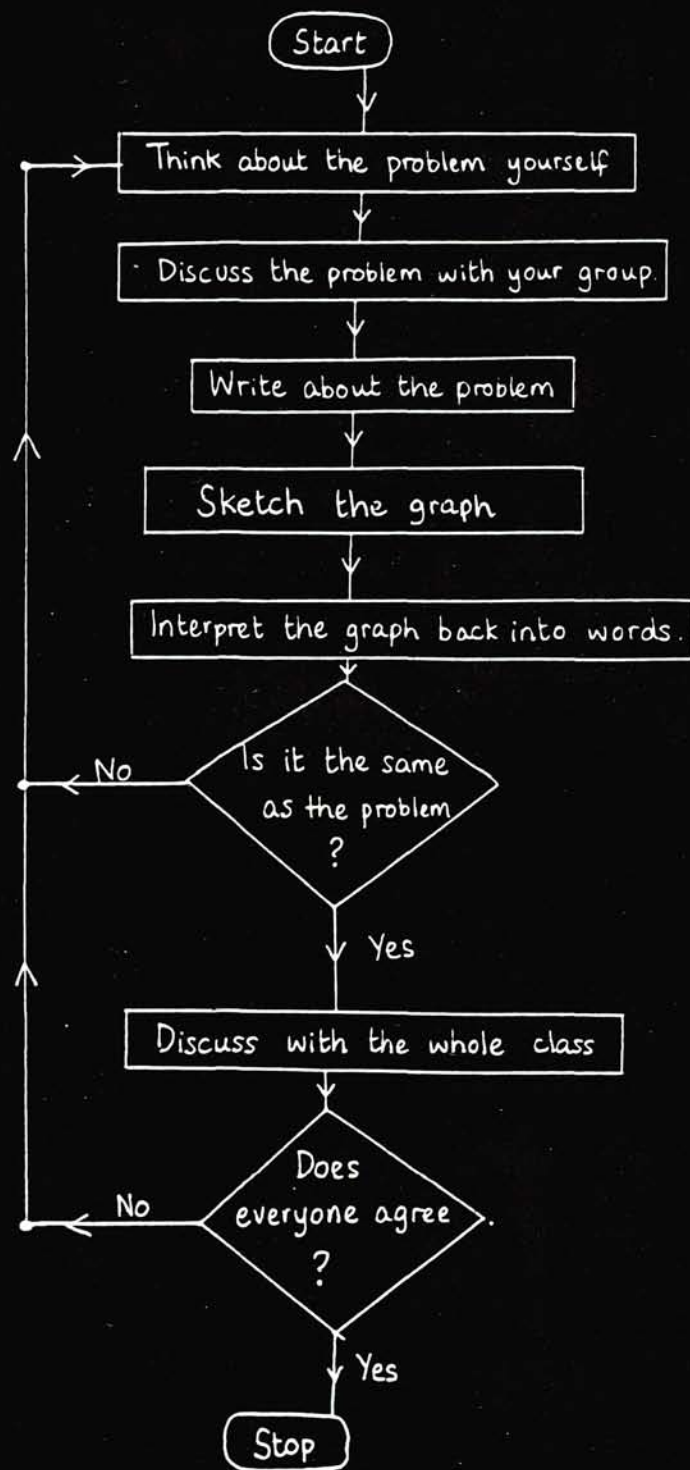 Start
Think about the problem yourself
Discuss the problem with your group.
Write about the problem
Sketch the graph
Interpret the graph back into words.
Is it the same
as the problem
?
No
Yes
Discuss with the whole class
Does
everyone agree
?
No
Yes
Stop